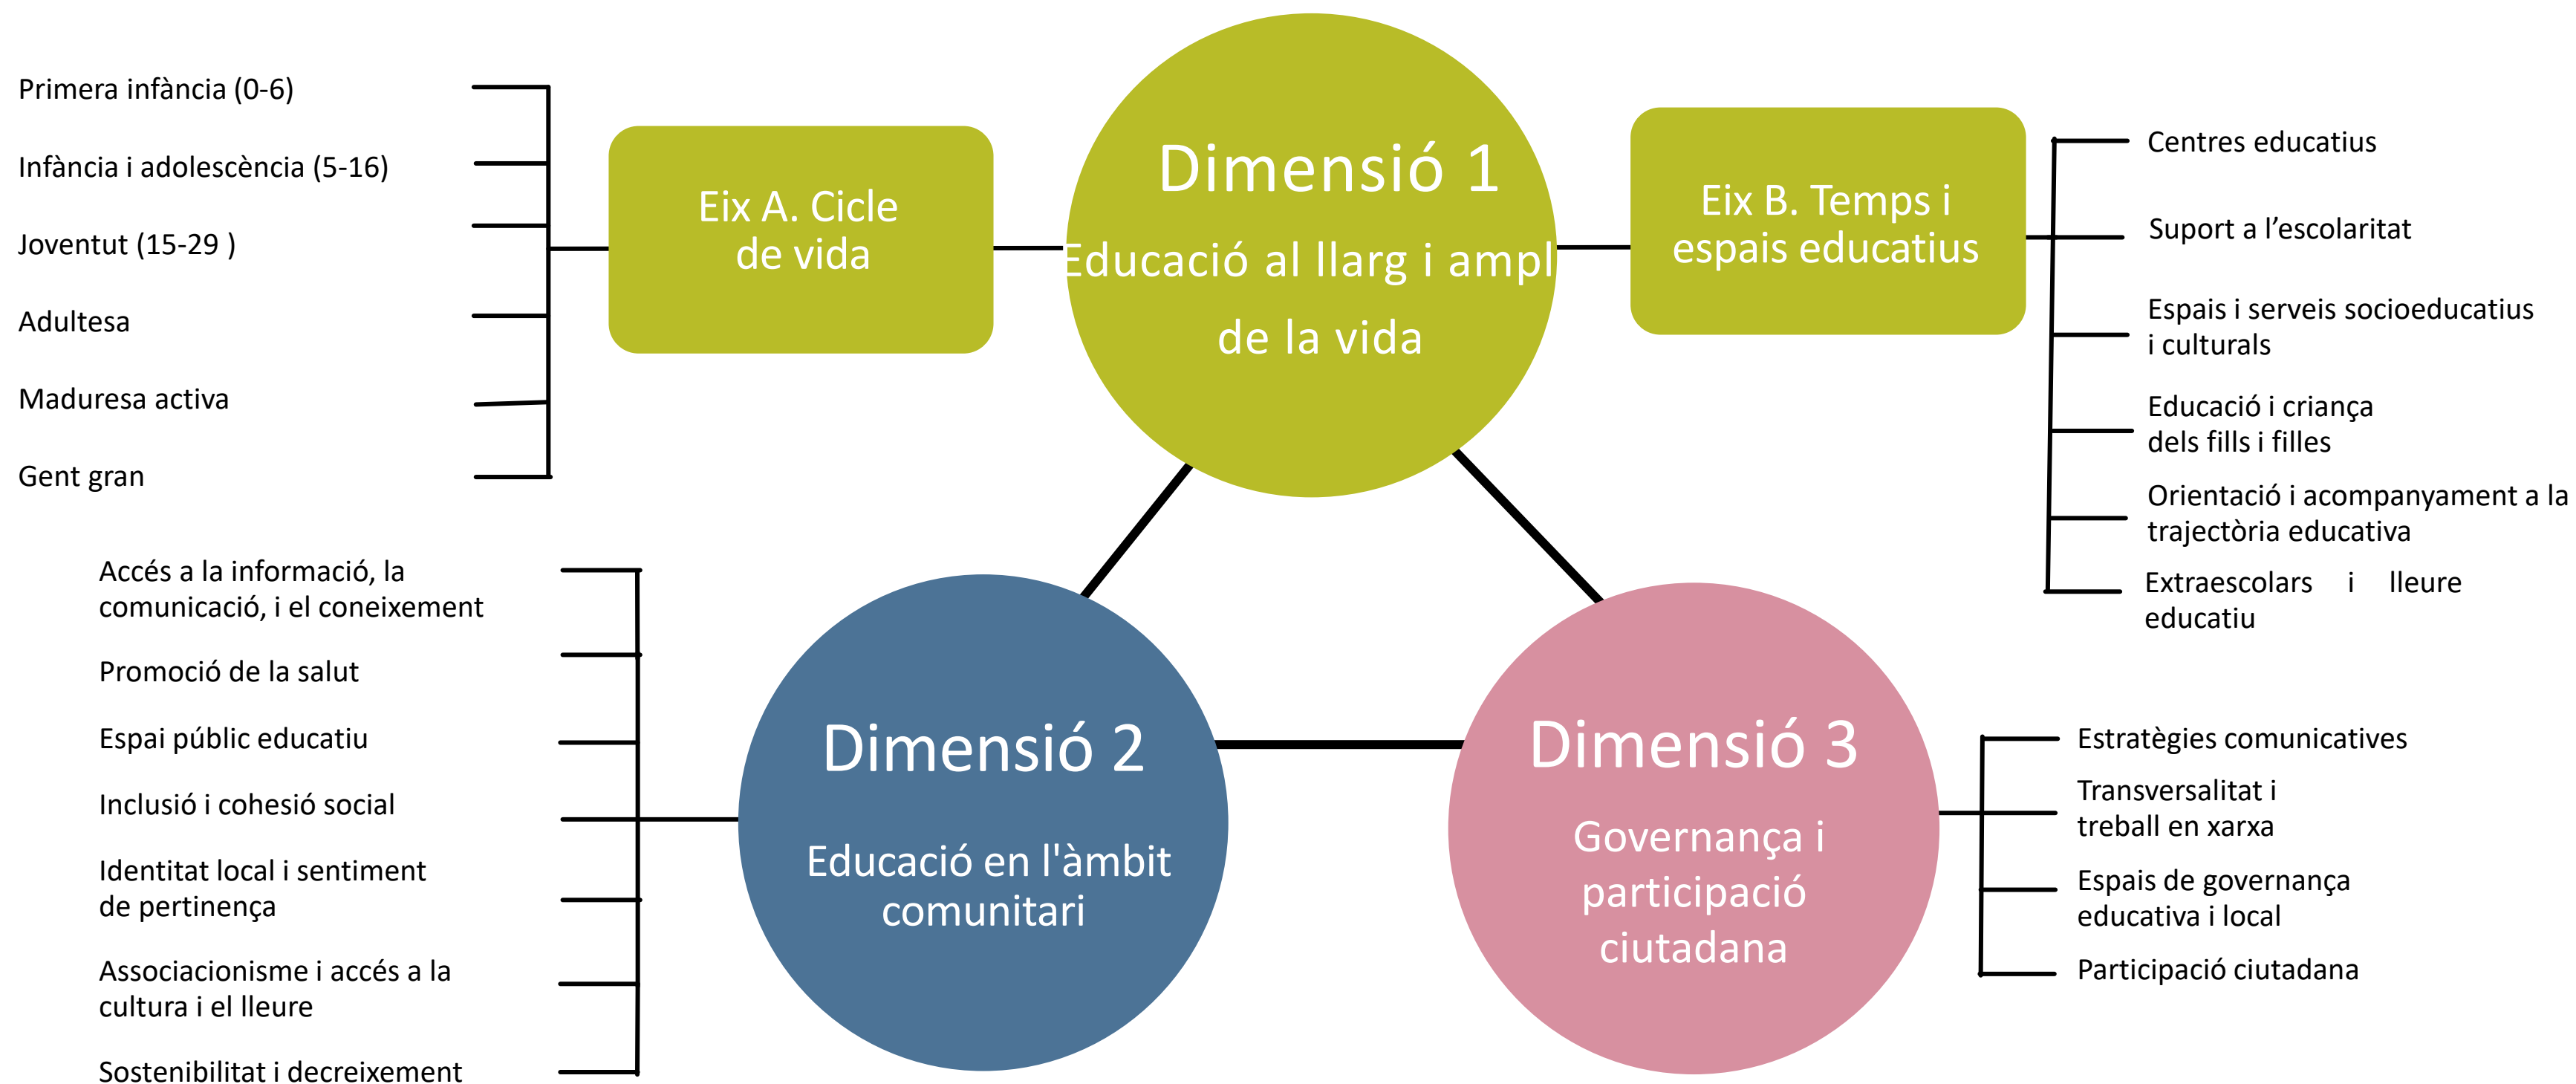 Primera infància (0-6)
Infància i adolescència (5-16)
Joventut (15-29 )
Adultesa
Maduresa activa
Gent gran
Eix A. Cicle
de vida
Dimensió 1
Educació al llarg i ampl
de la vida
Eix B. Temps i
espais educatius
Centres educatius
Suport a l’escolaritat
Espais i serveis socioeducatius
i culturals
Educació i criança
dels fills i filles
Orientació i acompanyament a la
trajectòria educativa
Extraescolars i lleure
educatiu
Accés a la informació, la
comunicació, i el coneixement
Promoció de la salut
Espai públic educatiu
Inclusió i cohesió social
Identitat local i sentiment
de pertinença
Associacionisme i accés a la
cultura i el lleure
Sostenibilitat i decreixement
Dimensió 2
Educació en l'àmbit
comunitari
Dimensió 3
Governança i
participació
ciutadana
Estratègies comunicatives
Transversalitat i
treball en xarxa
Espais de governança
educativa i local
Participació ciutadana